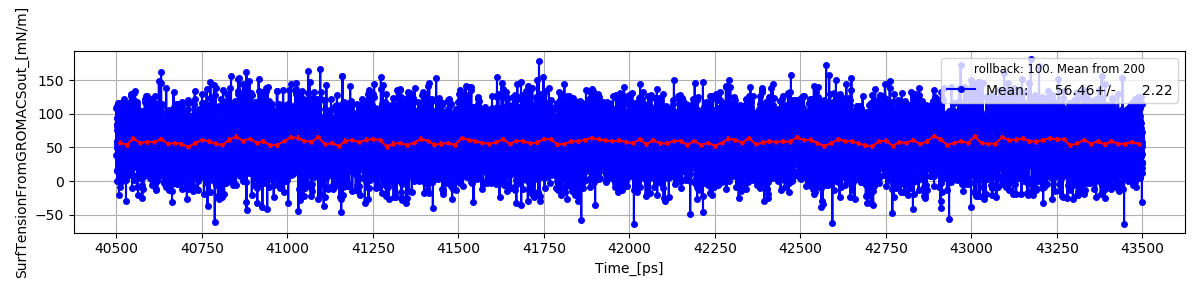 SurfTensionFromGROMACSout_[mN/m]
150
100
50
0
−50
rollback: 100. Mean from 200
Mean: 56.46+/- 2.22
40500 40750 41000 41250 41500 41750 42000 42250 42500 42750 43000 43250 43500
Time_[ps]